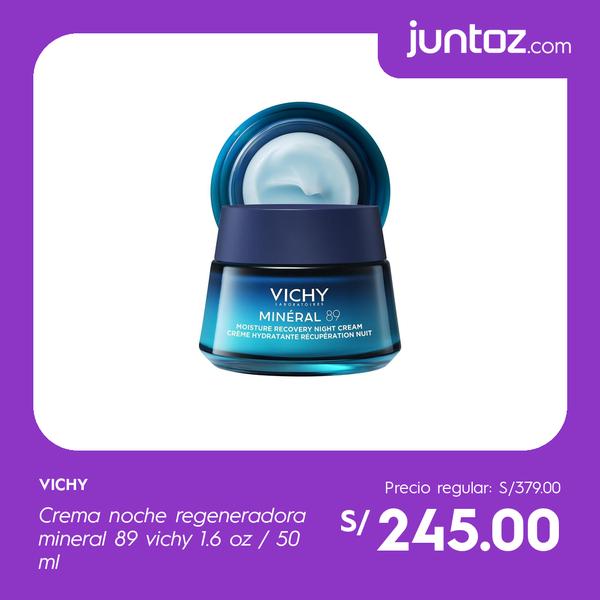 juntoz.com
VICHY
LABORATOIRES
MINÉRAL 89
MOISTURE RECOVERY NIGHT CREAM
CRÈME HYDRATANTE RÉCUPÉRATION NUIT
VICHY
Crema noche regeneradora
mineral 89 vichy 1.6 oz / 50
ml
Precio regular: S/379.00
S/ 245.00